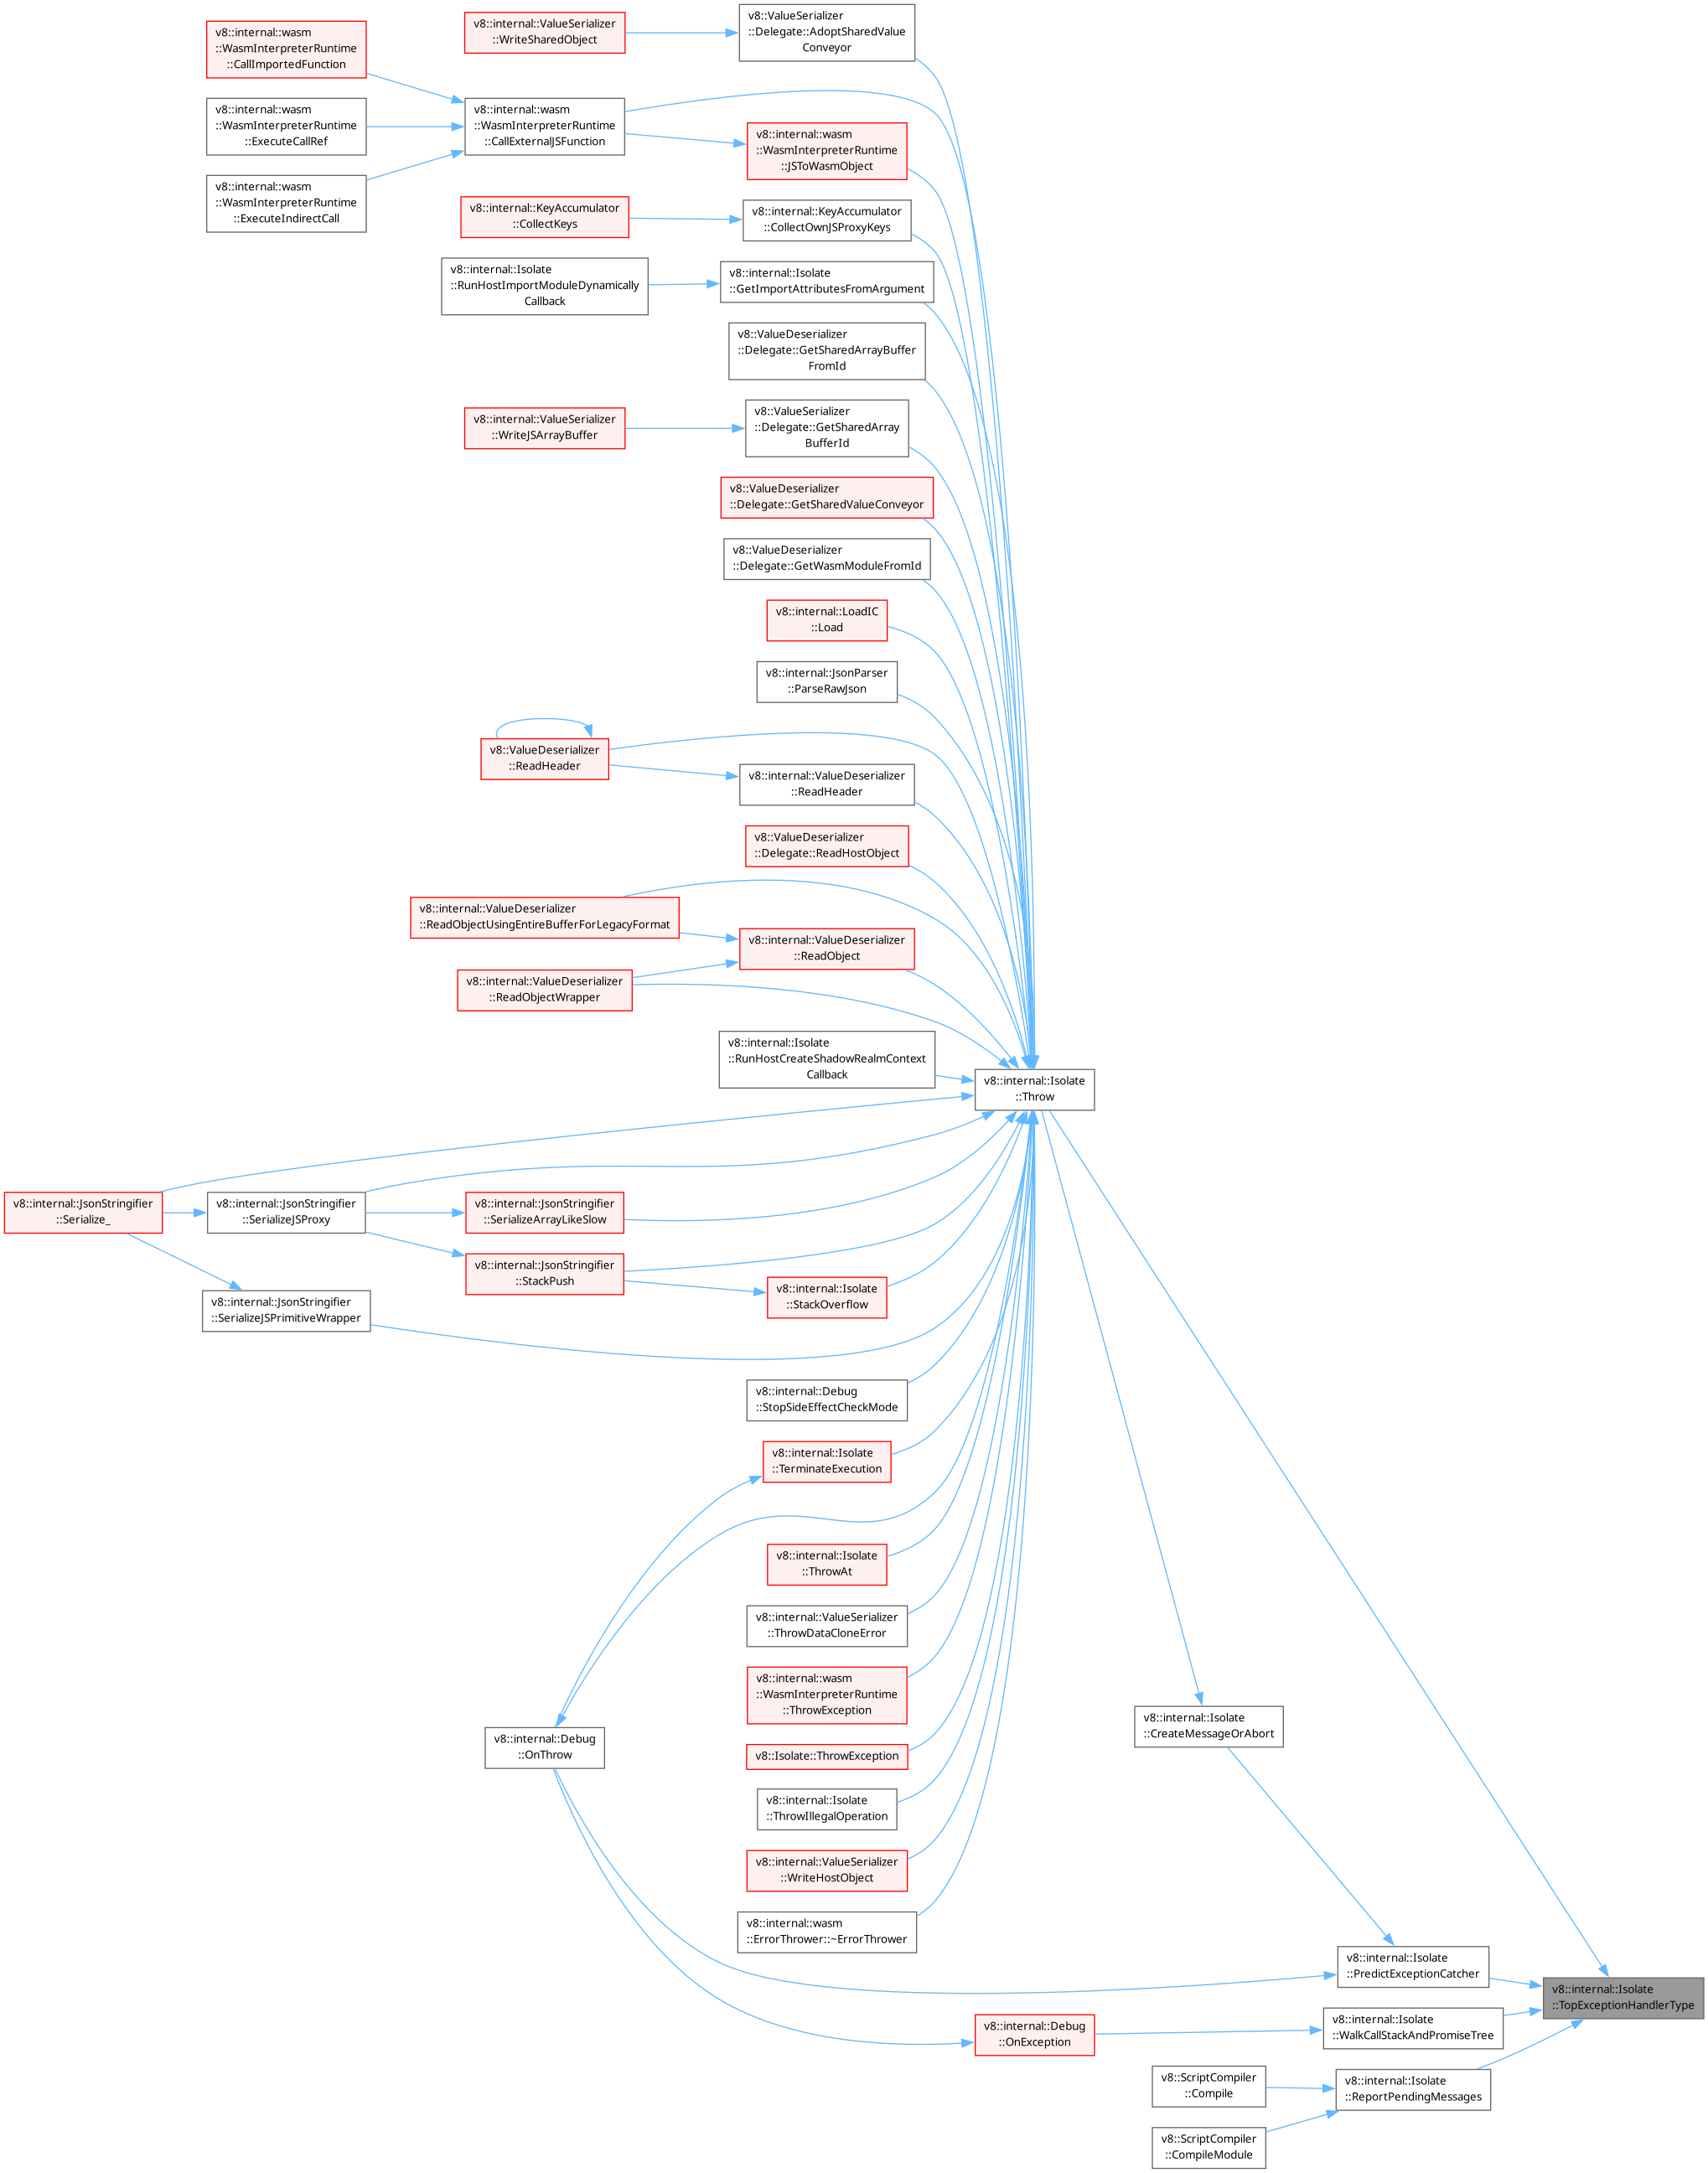 v8::internal::ValueSerializer
::WriteSharedObject
v8::ValueSerializer
::Delegate::AdoptSharedValue
Conveyor
v8::internal::wasm
::WasmInterpreterRuntime
::CallImportedFunction
v8::internal::wasm
::WasmInterpreterRuntime
::ExecuteCallRef
v8::internal::wasm
::WasmInterpreterRuntime
::CallExternalJSFunction
v8::internal::wasm
::WasmInterpreterRuntime
::JSToWasmObject
v8::internal::wasm
::WasmInterpreterRuntime
::ExecuteIndirectCall
v8::internal::KeyAccumulator
::CollectKeys
v8::internal::KeyAccumulator
::CollectOwnJSProxyKeys
v8::internal::Isolate
::RunHostImportModuleDynamically
Callback
v8::internal::Isolate
::GetImportAttributesFromArgument
v8::ValueDeserializer
::Delegate::GetSharedArrayBuffer
FromId
v8::internal::ValueSerializer
::WriteJSArrayBuffer
v8::ValueSerializer
::Delegate::GetSharedArray
BufferId
v8::ValueDeserializer
::Delegate::GetSharedValueConveyor
v8::ValueDeserializer
::Delegate::GetWasmModuleFromId
v8::internal::LoadIC
::Load
v8::internal::JsonParser
::ParseRawJson
v8::ValueDeserializer
::ReadHeader
v8::internal::ValueDeserializer
::ReadHeader
v8::ValueDeserializer
::Delegate::ReadHostObject
v8::internal::ValueDeserializer
::ReadObjectUsingEntireBufferForLegacyFormat
v8::internal::ValueDeserializer
::ReadObject
v8::internal::ValueDeserializer
::ReadObjectWrapper
v8::internal::Isolate
::RunHostCreateShadowRealmContext
Callback
v8::internal::Isolate
::Throw
v8::internal::JsonStringifier
::Serialize_
v8::internal::JsonStringifier
::SerializeJSProxy
v8::internal::JsonStringifier
::SerializeArrayLikeSlow
v8::internal::JsonStringifier
::StackPush
v8::internal::Isolate
::StackOverflow
v8::internal::JsonStringifier
::SerializeJSPrimitiveWrapper
v8::internal::Debug
::StopSideEffectCheckMode
v8::internal::Isolate
::TerminateExecution
v8::internal::Isolate
::ThrowAt
v8::internal::ValueSerializer
::ThrowDataCloneError
v8::internal::wasm
::WasmInterpreterRuntime
::ThrowException
v8::internal::Debug
::OnThrow
v8::Isolate::ThrowException
v8::internal::Isolate
::CreateMessageOrAbort
v8::internal::Isolate
::ThrowIllegalOperation
v8::internal::ValueSerializer
::WriteHostObject
v8::internal::wasm
::ErrorThrower::~ErrorThrower
v8::internal::Isolate
::PredictExceptionCatcher
v8::internal::Isolate
::TopExceptionHandlerType
v8::internal::Debug
::OnException
v8::internal::Isolate
::WalkCallStackAndPromiseTree
v8::ScriptCompiler
::Compile
v8::internal::Isolate
::ReportPendingMessages
v8::ScriptCompiler
::CompileModule